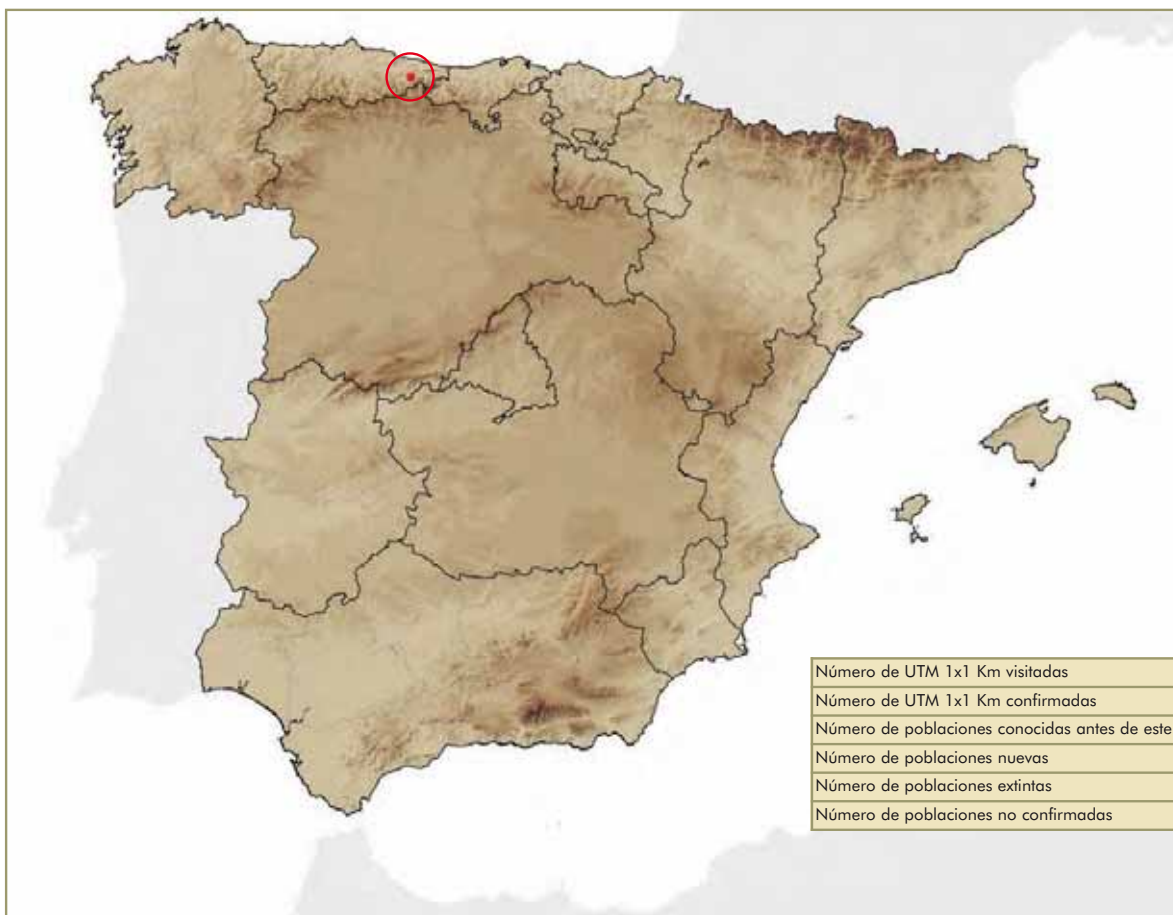 Número de UTM 1x1 Km visitadas
Número de UTM 1x1 Km confirmadas
Número de poblaciones conocidas antes de este
Número de poblaciones nuevas
Número de poblaciones extintas
Número de poblaciones no confirmadas